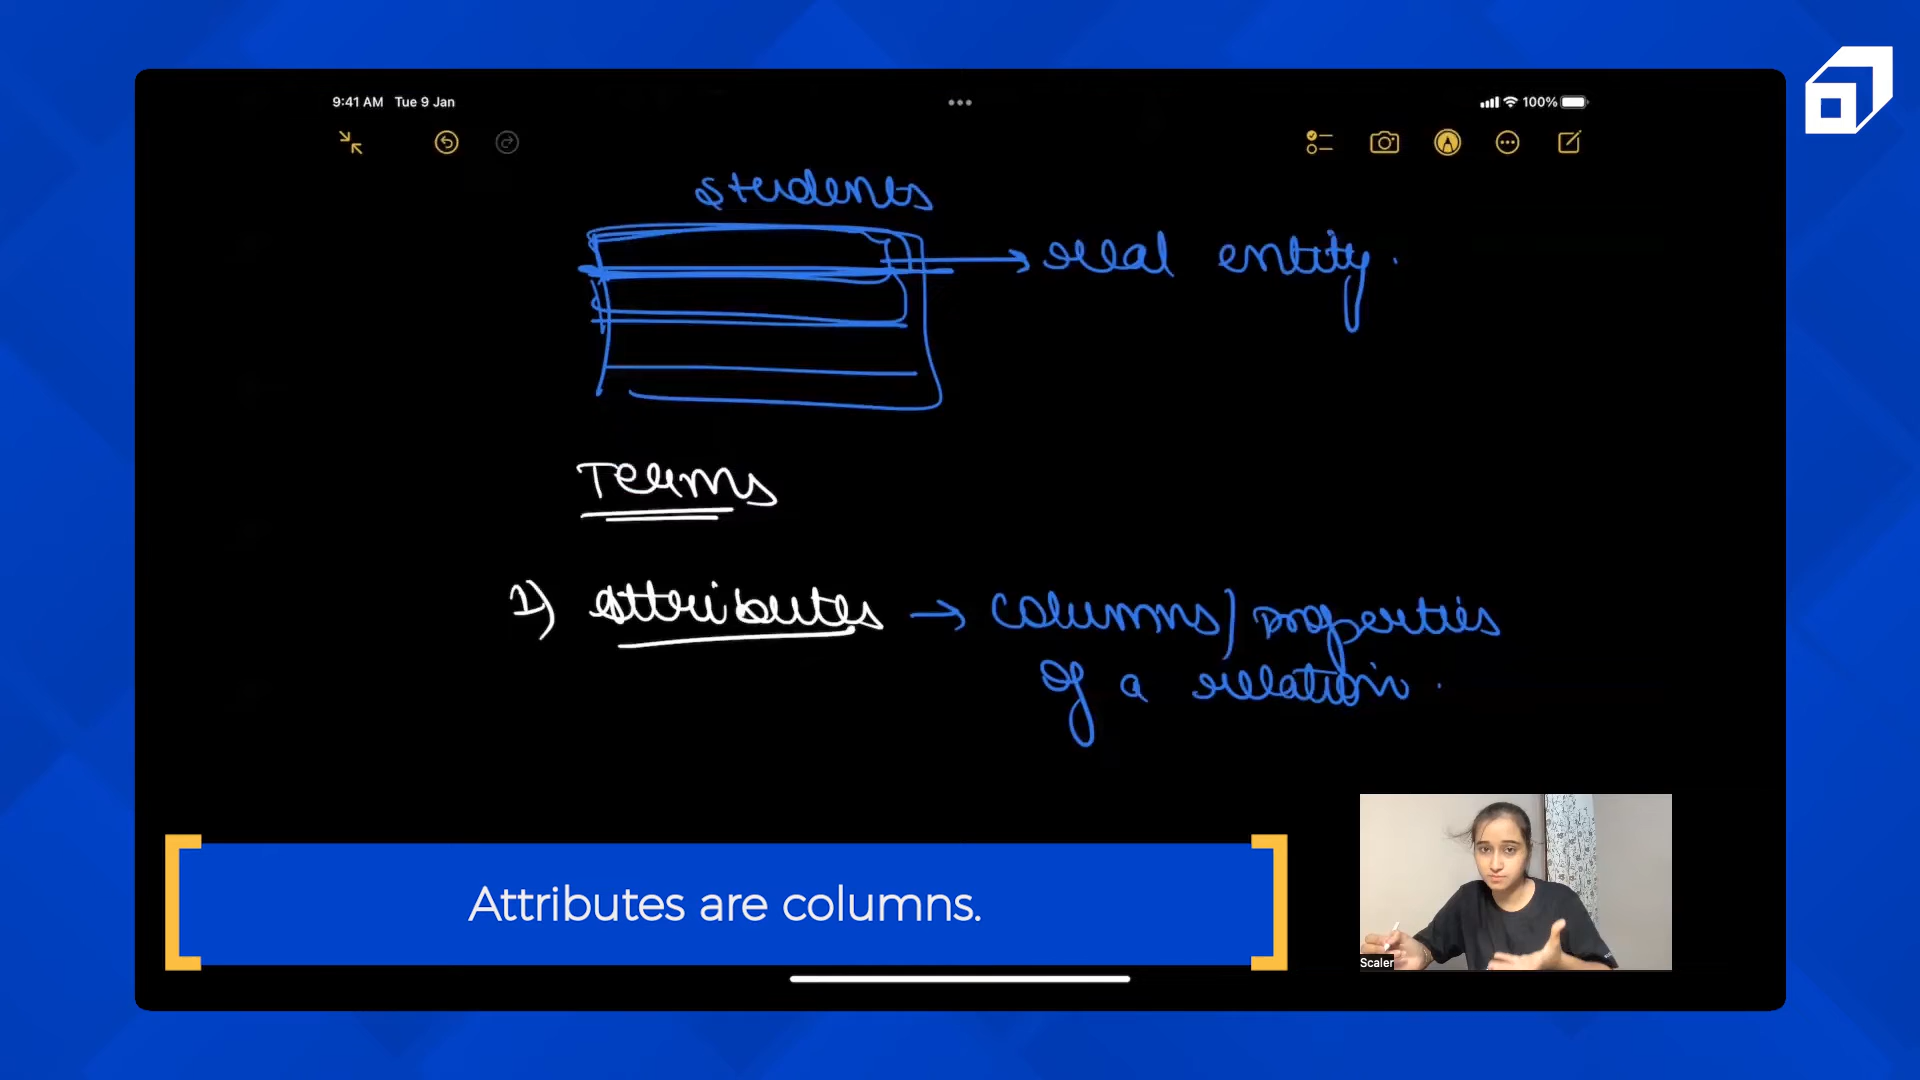 9:41 AM Tue 9 Jan
100%
students
real entity.
Terms
1) attributes → columns/properties
of a relation.
Attributes are columns.
Scaler